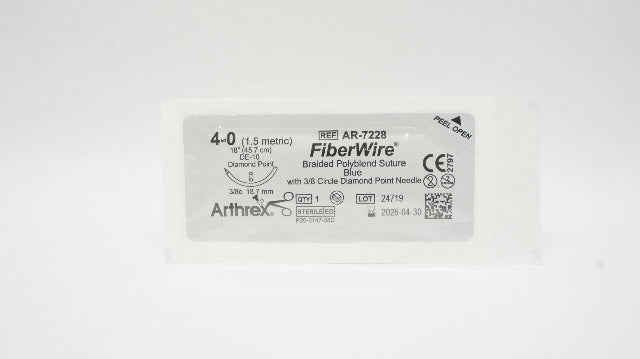 4-0 (1.5 metric)
18" (45.7 cm)
DE-10
Diamond Point
3/8c 18.7 mm
Arthrex®
REF AR-7228
FiberWire®
Braided Polyblend Suture
Blue
with 3/8 Circle Diamond Point Needle
QTY 1
STERILE EO
LOT 24719
2026-04-30
PEEL OPEN
CE
2797